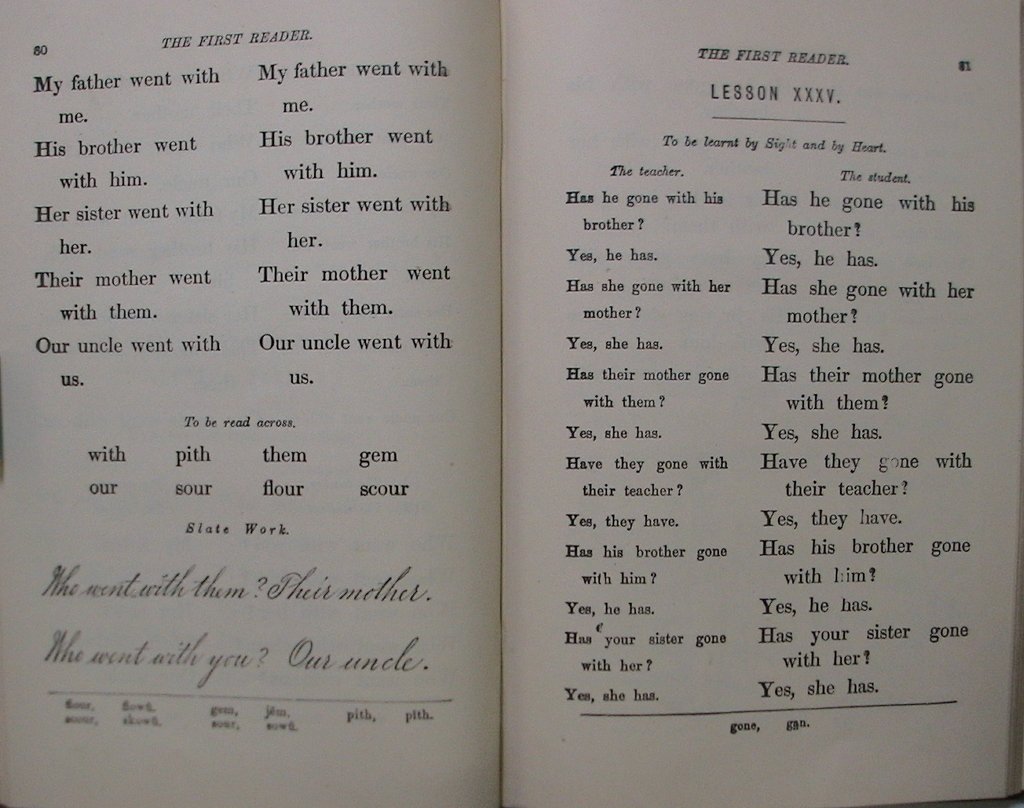 60
THE FIRST READER.
My father went with
me.
His brother went
with him.
Her sister went with
her.
Their mother went
with them.
Our uncle went with
us.
My father went with
me.
His brother went
with him.
Her sister went with
her.
Their mother went
with them.
Our uncle went with
us.
To be read across.
with pith them gem
our sour flour scour
Slate Work.
Who went with them? Their mother.
Who went with you? Our uncle.
flour, gem, jĕm, pith, pith.
scour, sour,
THE FIRST READER.
61
LESSON XXXV.
To be learnt by Sight and by Heart.
The teacher.
Has he gone with his
brother?
Yes, he has.
Has she gone with her
mother?
Yes, she has.
Has their mother gone
with them?
Yes, she has.
Have they gone with
their teacher?
Yes, they have.
Has his brother gone
with him?
Yes, he has.
Has your sister gone
with her?
Yes, she has.
The student.
Has he gone with his
brother?
Yes, he has.
Has she gone with her
mother?
Yes, she has.
Has their mother gone
with them?
Yes, she has.
Have they gone with
their teacher?
Yes, they have.
Has his brother gone
with him?
Yes, he has.
Has your sister gone
with her?
Yes, she has.
gone,